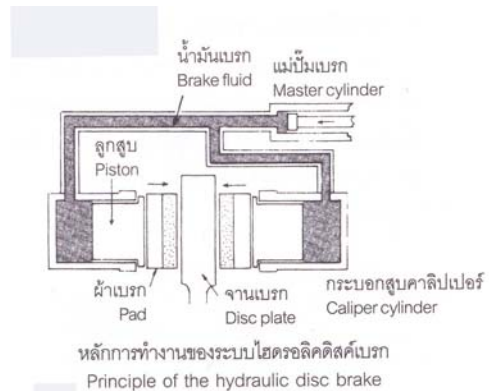 น้ำมันเบรก
Brake fluid
แม่ปั๊มเบรก
Master cylinder
ลูกสูบ
Piston
ผ้าเบรก
Pad
จานเบรก
Disc plate
กระบอกสูบคาลิปเปอร์
Caliper cylinder
หลักการทำงานของระบบไฮดรอลิคดิสค์เบรก
Principle of the hydraulic disc brake